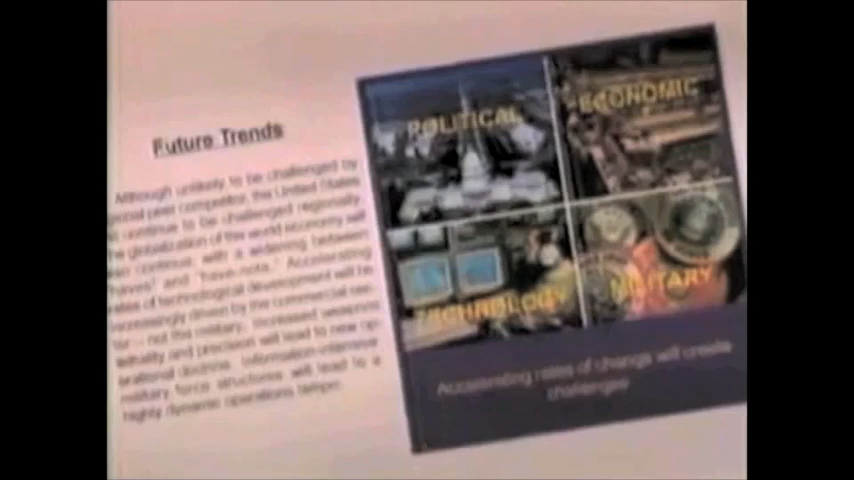 Future Trends
Although unlikely to be challenged by
global peer competitor, the United States
continue to be challenged regionally.
The globalization of the world economy will
also continue, with a widening between
"haves" and "have-nots." Accelerating
rates of technological development will be
increasingly driven by the commercial sec-
tor - not the military. Increased weapons
lethality and precision will lead to new op-
erational doctrine. Information-intensive
military force structures will lead to a
highly dynamic operations tempo.
POLITICAL
ECONOMIC
TECHNOLOGY
MILITARY
Accelerating rates of change will create
challenges